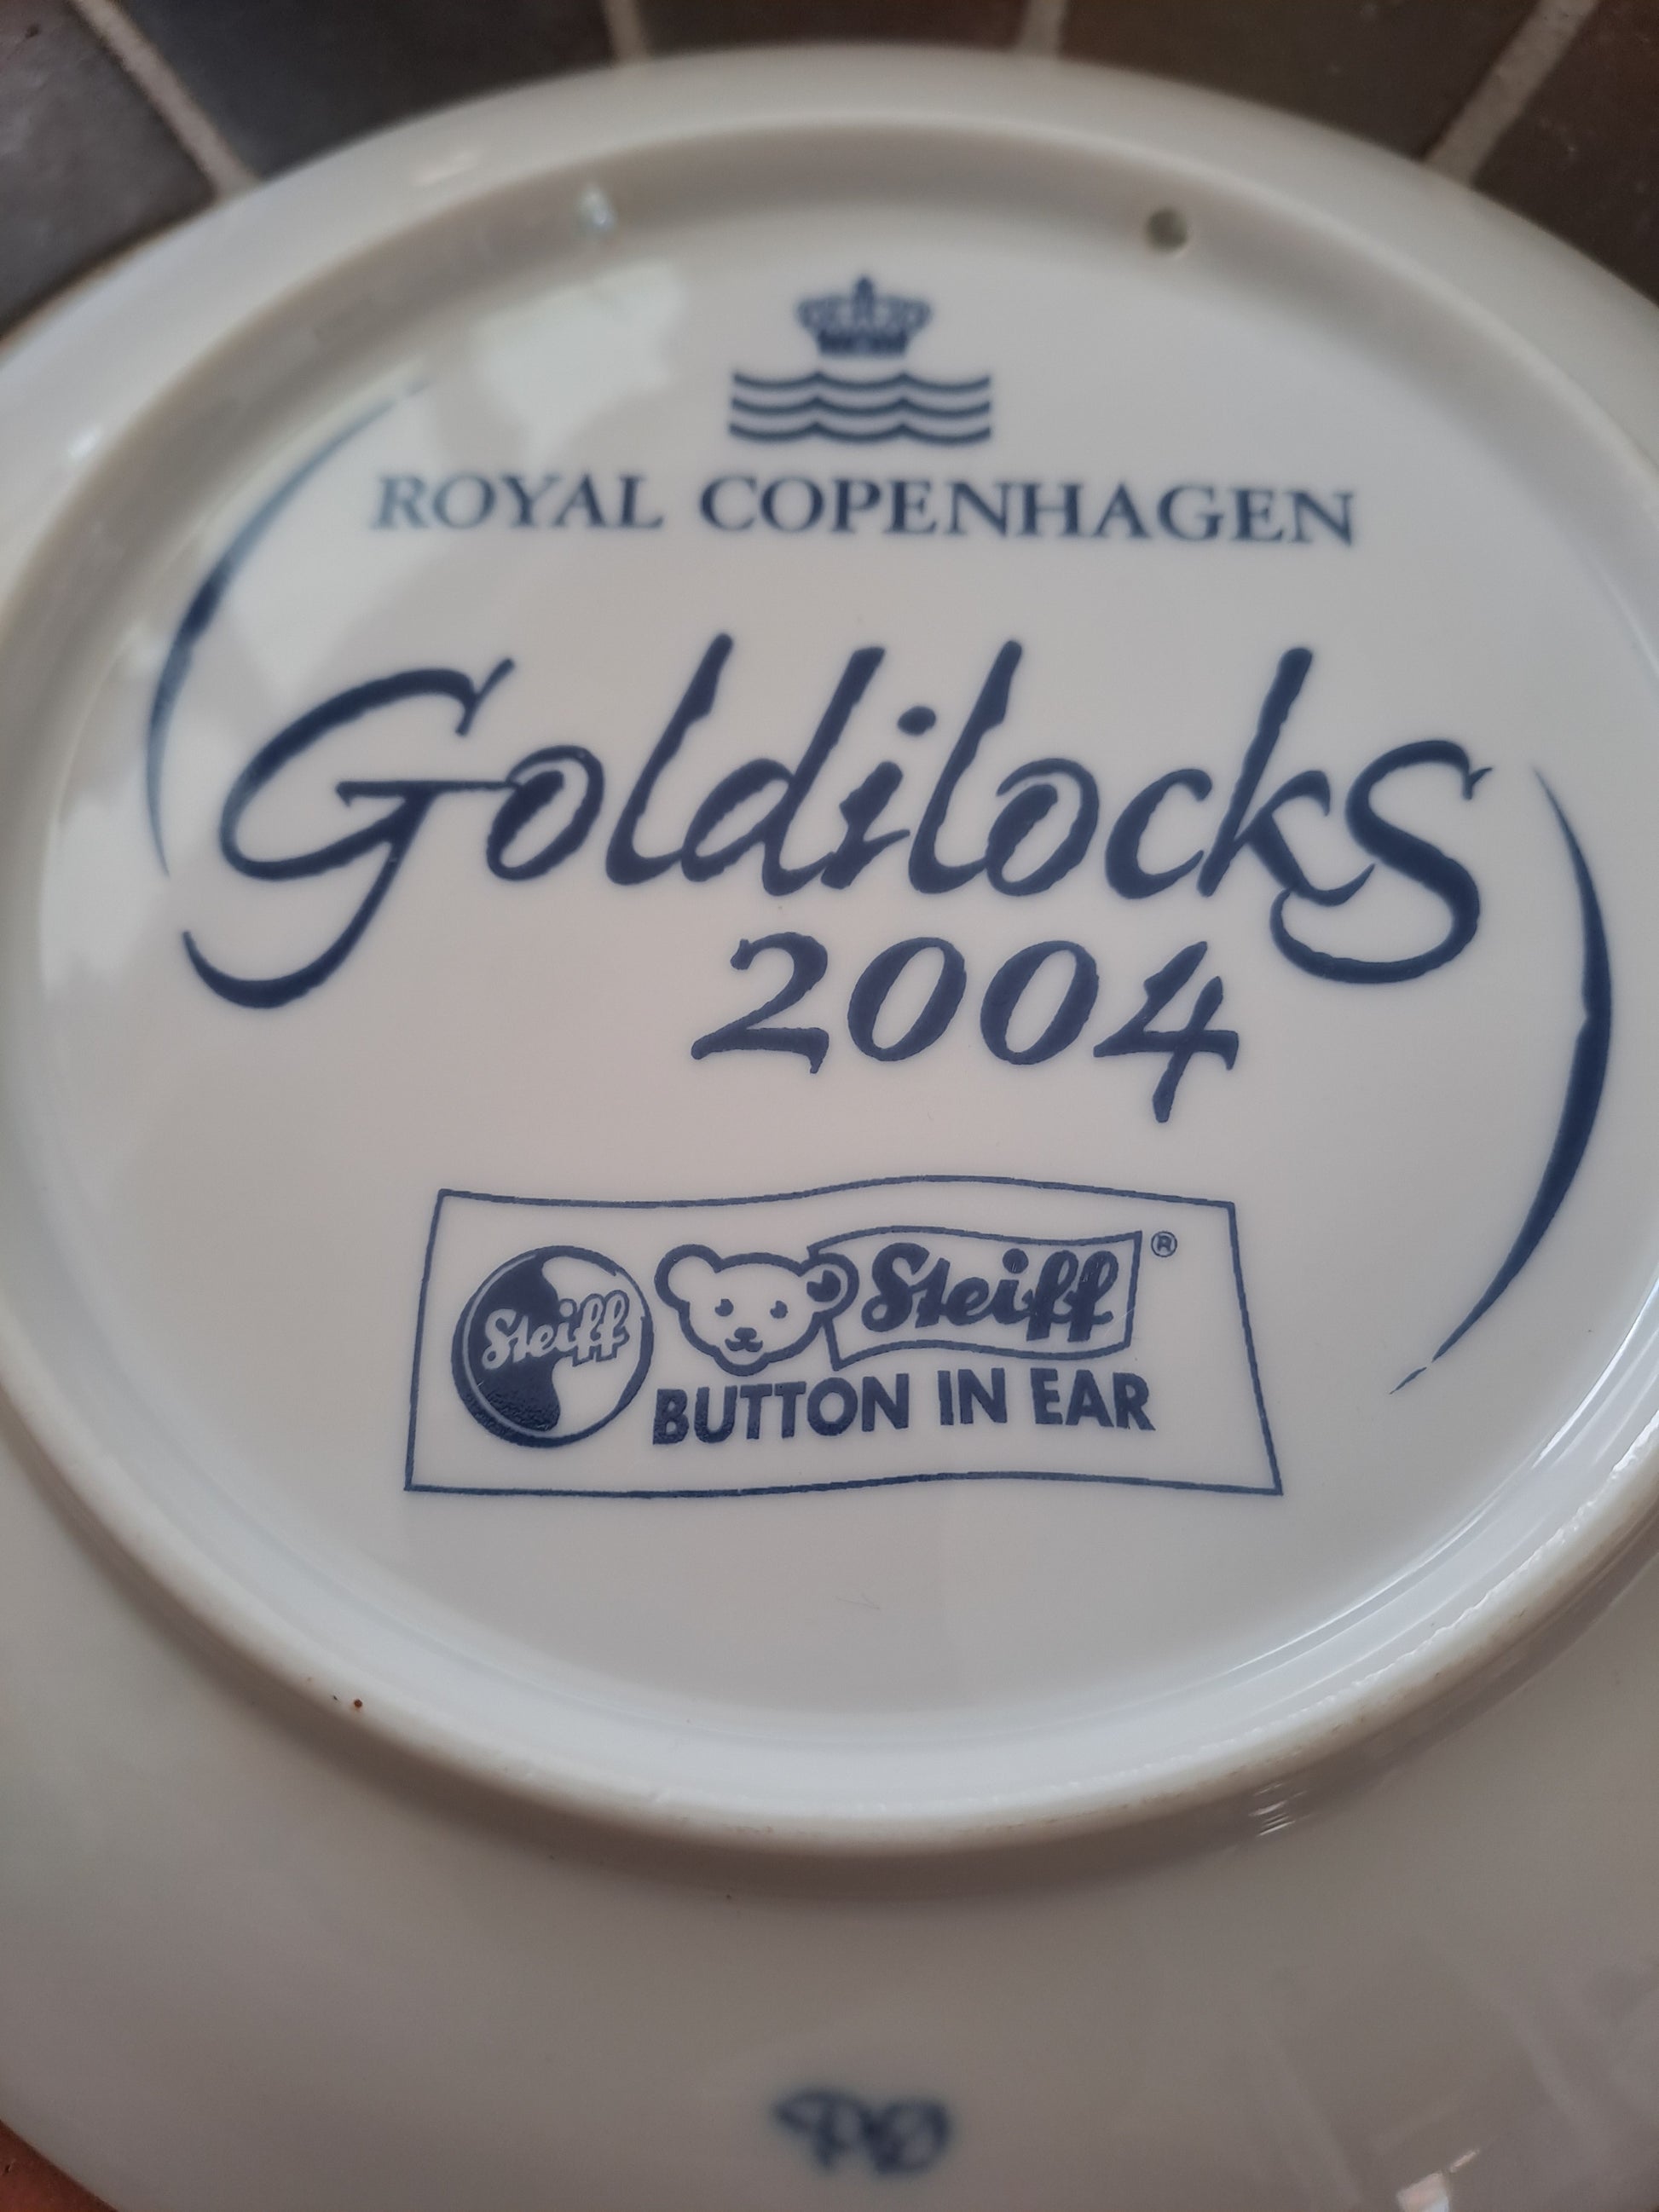 ROYAL COPENHAGEN
Goldilocks
2004
Steiff
Steiff®
BUTTON IN EAR